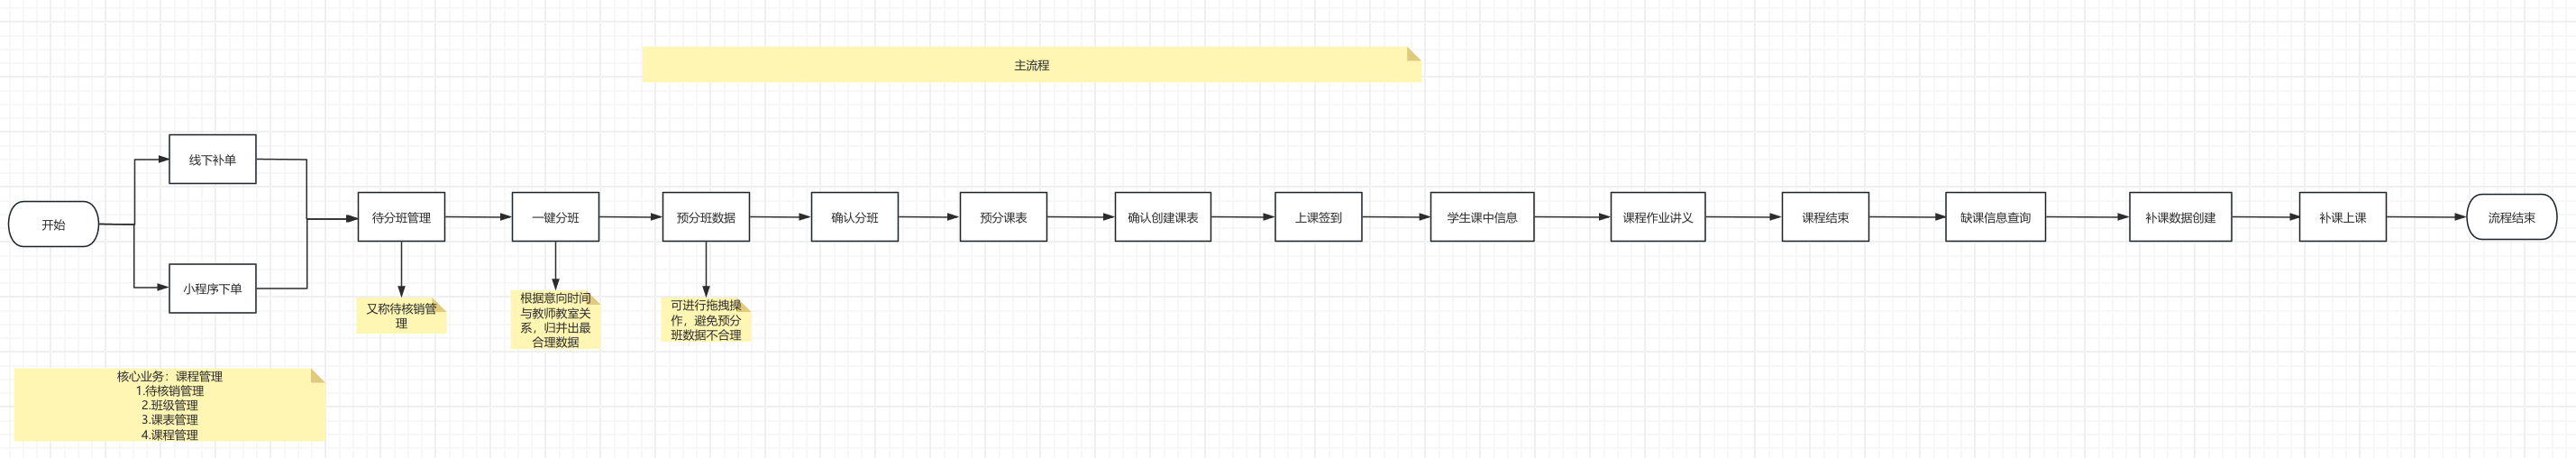 主流程
线下补单
开始
小程序下单
待分班管理
一键分班
预分班数据
确认分班
预分课表
确认创建课表
上课签到
学生课中信息
课程作业讲义
课程结束
缺课信息查询
补课数据创建
补课上课
流程结束
又称待核销管
理
根据意向时间
与教师教室关
系，归并出最
合理数据
可进行拖拽操
作，避免预分
班数据不合理
核心业务：课程管理
1.待核销管理
2.班级管理
3.课表管理
4.课程管理